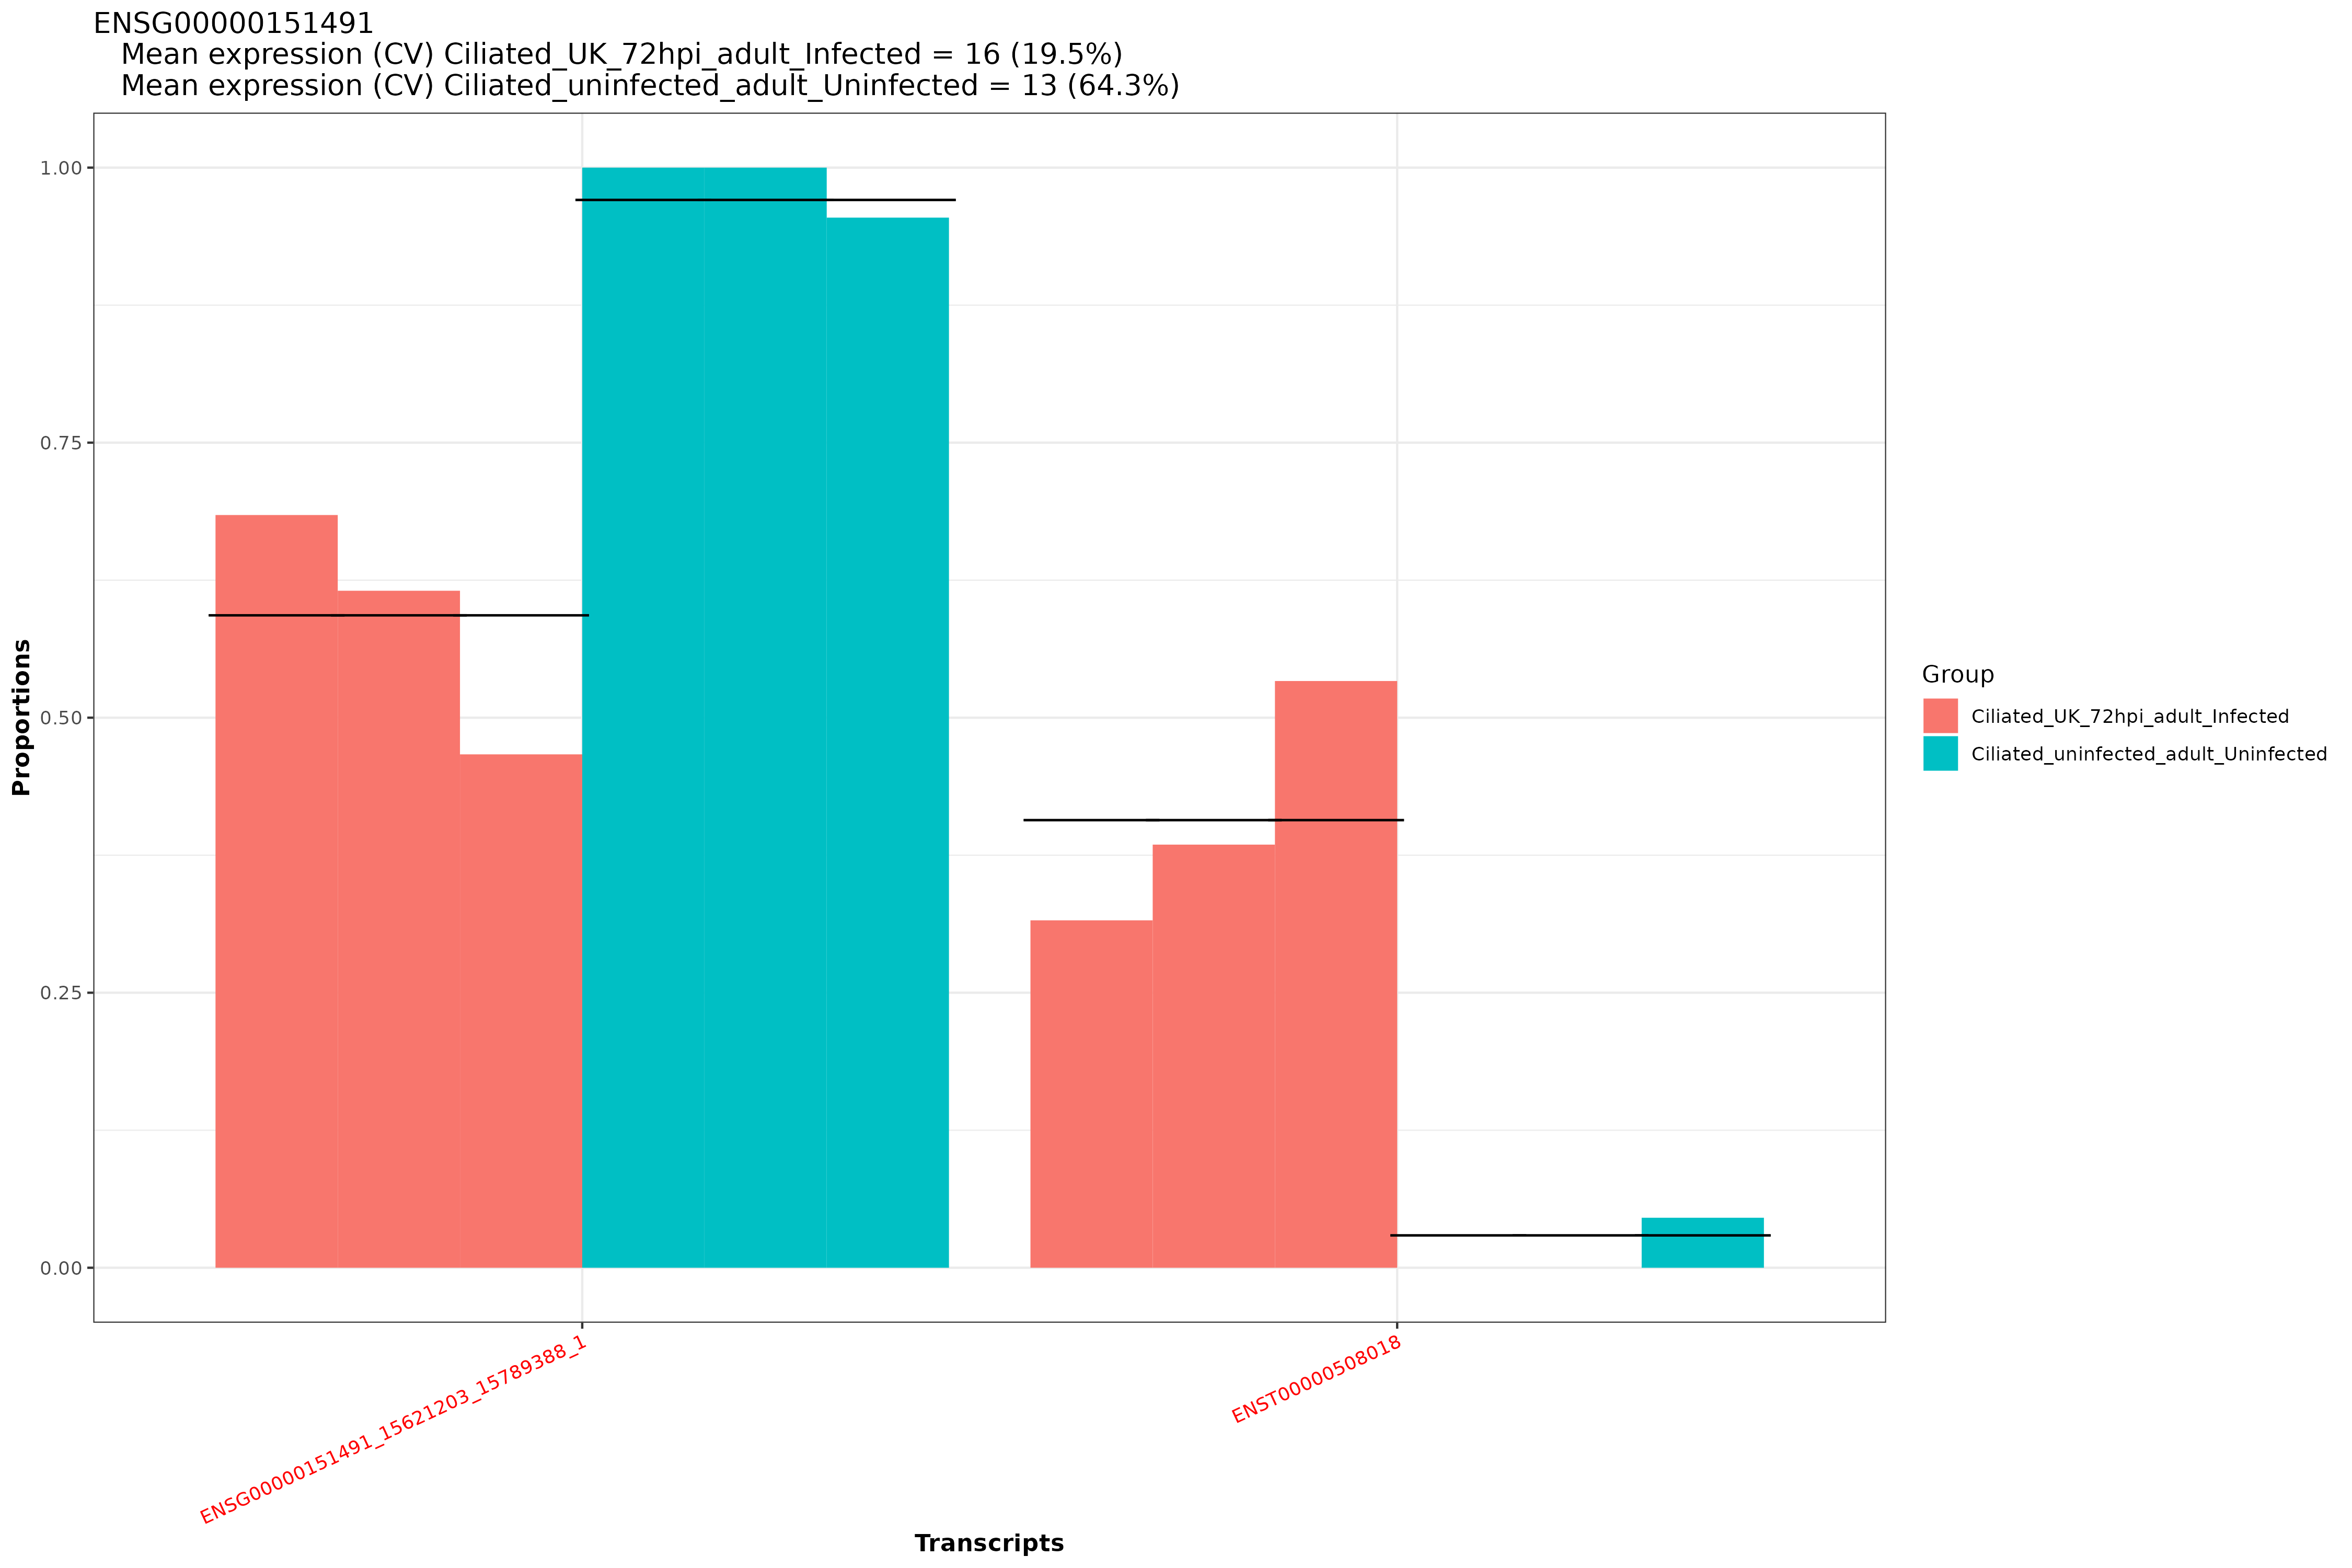 ENSG00000151491
Mean expression (CV) Ciliated_UK_72hpi_adult_Infected = 16 (19.5%)
Mean expression (CV) Ciliated_uninfected_adult_Uninfected = 13 (64.3%)
1.00
0.75
0.50
0.25
0.00
Proportions
ENSG00000151491_15621203_15789388_1
ENST00000508018
Transcripts
Group
Ciliated_UK_72hpi_adult_Infected
Ciliated_uninfected_adult_Uninfected